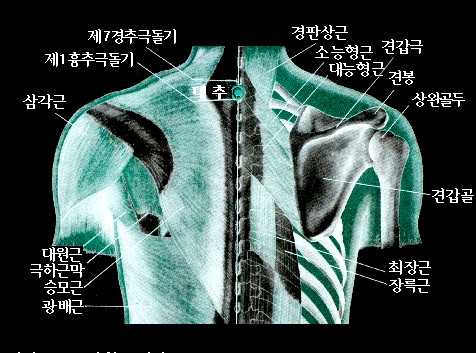 제7경추극돌기
제1흉추극돌기
삼각근
추
대원근
극하근막
승모근
광배근
경판상근
소능형근
대능형근
견갑극
견봉
상완골두
견갑골
최장근
장륵근